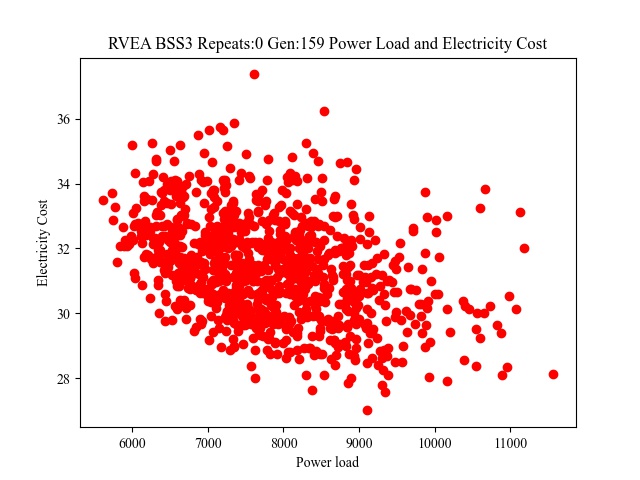 RVEA BSS3 Repeats:0 Gen:159 Power Load and Electricity Cost
Electricity Cost
36
34
32
30
28
6000 7000 8000 9000 10000 11000
Power load